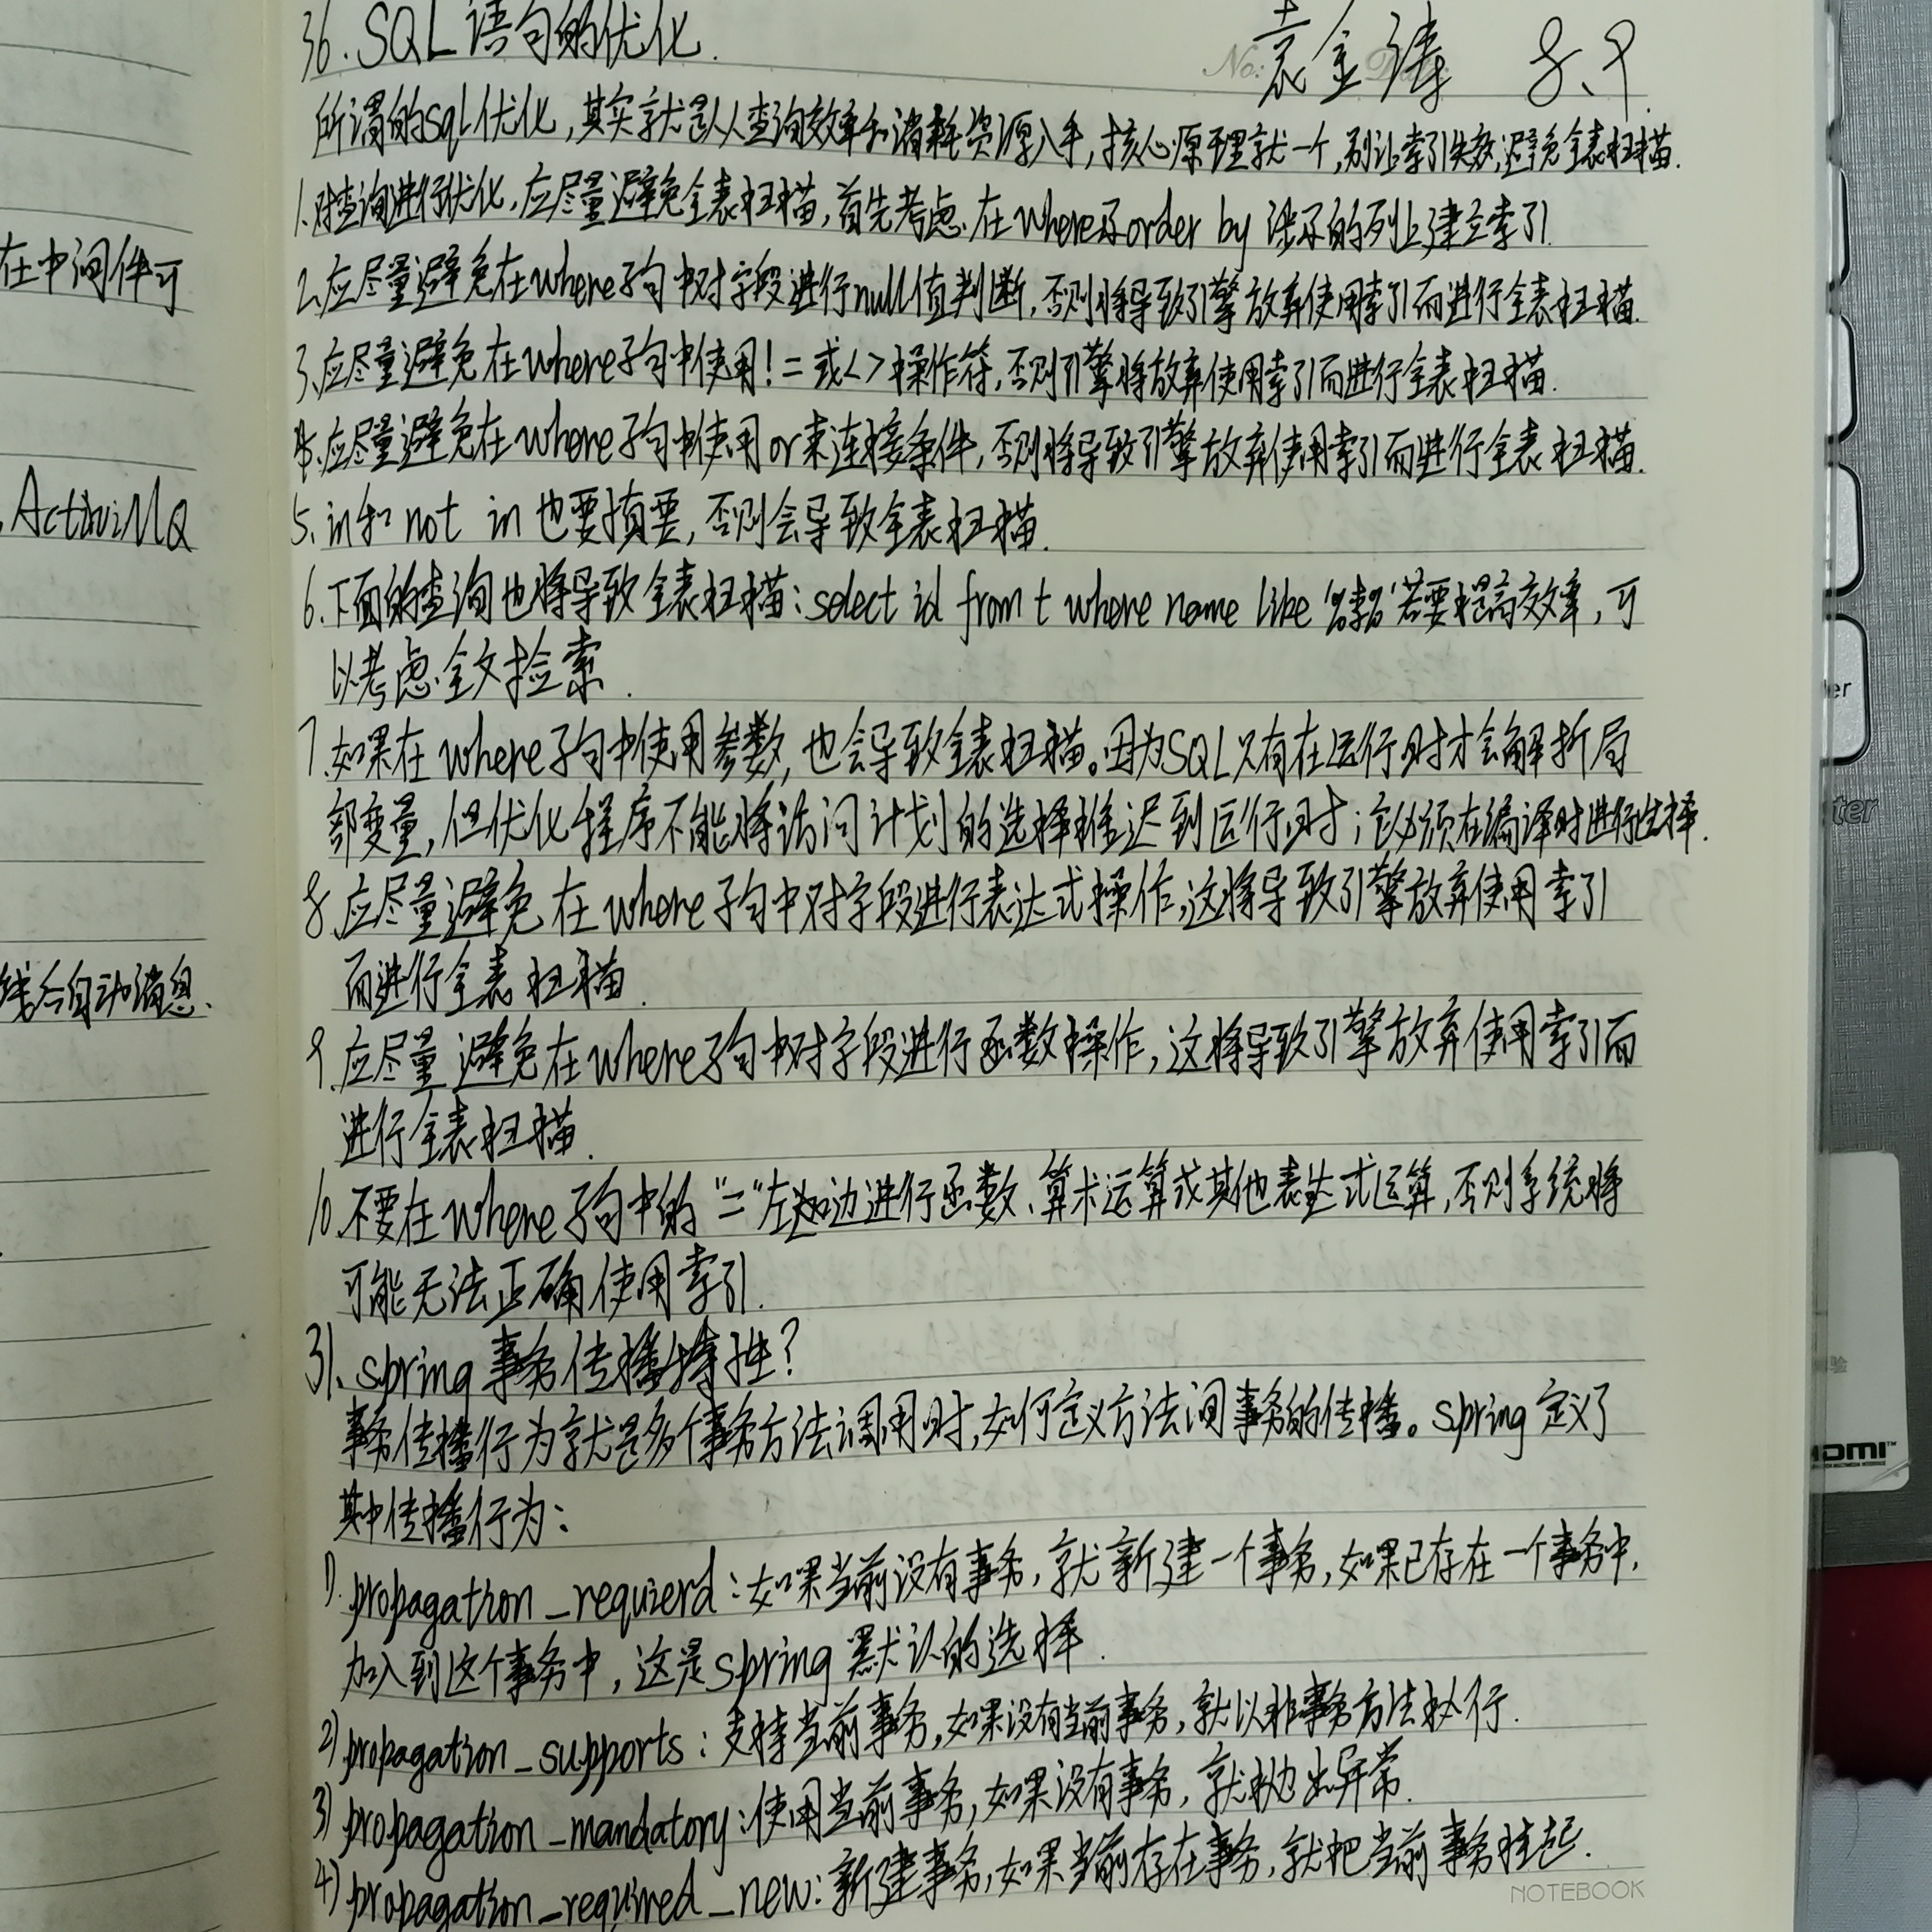 36. SQL 语句的优化.
袁金涛 8、9.
No:
所谓的sql优化,其实就是从查询效率和消耗资源入手,核心原理就一个,别让索引失效,避免全表扫描.
1.对查询进行优化,应尽量避免全表扫描,首先考虑在where及order by 涉及的列上建立索引.
2.应尽量避免在where子句中对字段进行null值判断,否则将导致引擎放弃使用索引而进行全表扫描.
3、应尽量避免在where子句中使用!=或<>操作符,否则引擎将放弃使用索引而进行全表扫描.
4.应尽量避免在where子句中使用or来连接条件,否则将导致引擎放弃使用索引而进行全表扫描.
5、in和 not in 也要慎要,否则会导致全表扫描.
6.下面的查询也将导致全表扫描:select id from t where name like '%李%'若要提高效率,可
以考虑全文捡索.
7.如果在where子句中使用参数,也会导致全表扫描。因为SQL只有在运行时才会解析局
部变量,但优化程序不能将访问计划的选择推迟到运行时;它必须在编译时进行选择.
8、应尽量避免在where子句中对字段进行表达式操作,这将导致引擎放弃使用索引
而进行全表扫描.
9.应尽量避免在where子句中对字段进行函数操作,这将导致引擎放弃使用索引而
进行全表扫描.
10.不要在where子句中的"="左边进行函数、算术运算或其他表达式运算,否则系统将
可能无法正确使用索引.
31、spring 事务传播特性?
事务传播行为就是多个事务方法调用时,如何定义方法间事务的传播。spring 定义了
其中传播行为:
1).propagation_requierd:如果当前没有事务,就新建一个事务,如果已存在一个事务中,
加入到这个事务中,这是spring默认的选择.
2) propagation_supports:支持当前事务,如果没有当前事务,就以非事务方法执行.
3) propagation_mandatory:使用当前事务,如果没有事务,就抛出异常.
4) propagation_required_new:新建事务,如果当前存在事务,就把当前事务挂起.
NOTEBOOK
在中间件可
ActiviMQ
自动消息.
er
ter
HDMI